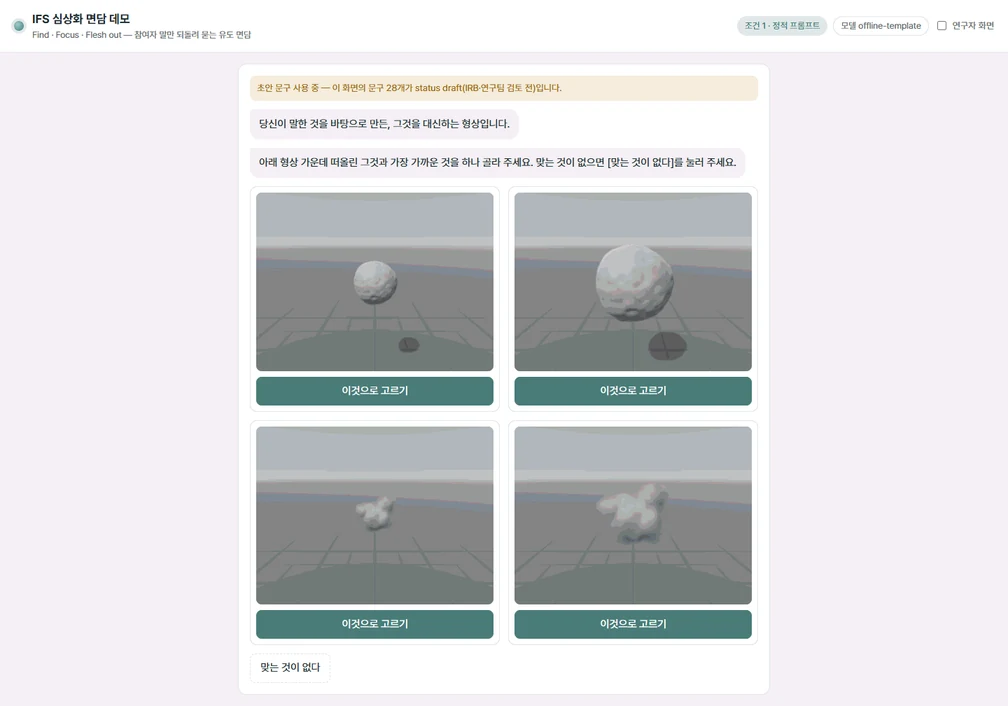 IFS 심상화 면담 데모
Find · Focus · Flesh out — 참여자 말만 되돌려 묻는 유도 면담
조건 1 · 정적 프롬프트
모델 offline-template
연구자 화면
초안 문구 사용 중 — 이 화면의 문구 28개가 status draft(IRB·연구팀 검토 전)입니다.
당신이 말한 것을 바탕으로 만든, 그것을 대신하는 형상입니다.
아래 형상 가운데 떠올린 그것과 가장 가까운 것을 하나 골라 주세요. 맞는 것이 없으면 [맞는 것이 없다]를 눌러 주세요.
이것으로 고르기
이것으로 고르기
이것으로 고르기
이것으로 고르기
맞는 것이 없다